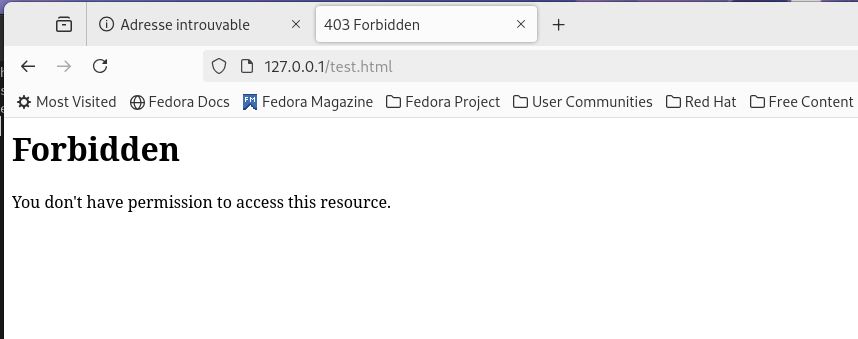 Adresse introuvable
403 Forbidden
127.0.0.1/test.html
Most Visited
Fedora Docs
FM
Fedora Magazine
Fedora Project
User Communities
Red Hat
Free Content
Forbidden
You don't have permission to access this resource.